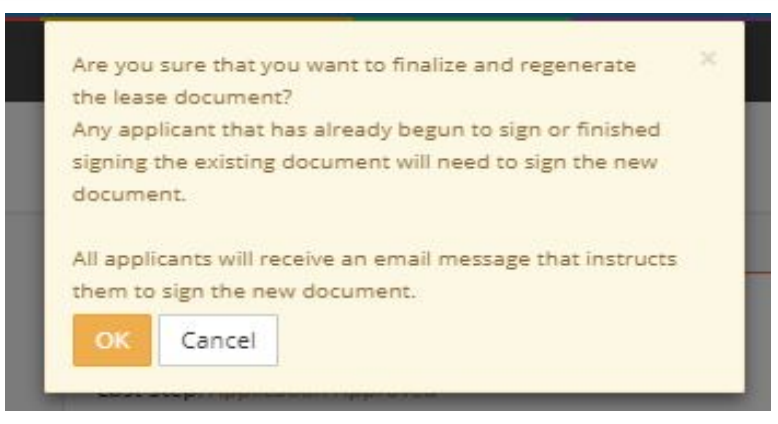 Are you sure that you want to finalize and regenerate
the lease document?
Any applicant that has already begun to sign or finished
signing the existing document will need to sign the new
document.
All applicants will receive an email message that instructs
them to sign the new document.
OK Cancel